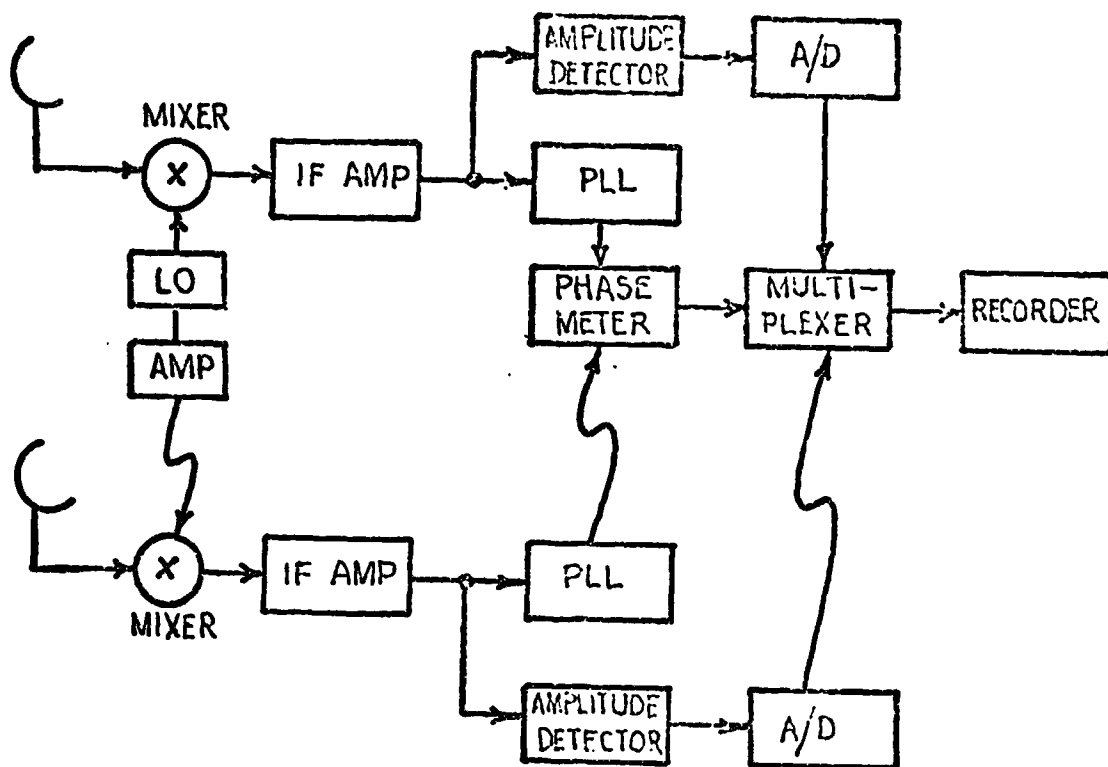 AMPLITUDE
DETECTOR
A/D
MIXER
X
IF AMP
PLL
LO
PHASE
METER
MULTI-
PLEXER
RECORDER
AMP
X
IF AMP
PLL
MIXER
AMPLITUDE
DETECTOR
A/D